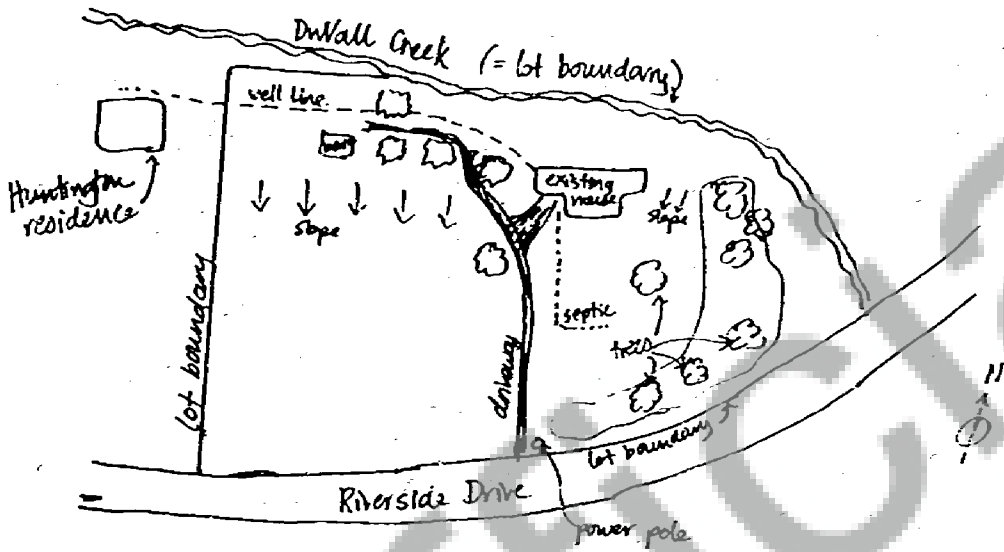 DuVall Creek (= lot boundary)
well line
barn
existing
house
Huntington
residence
slope
slope
lot boundary
septic
trees
driveway
lot boundary
N
Riverside Drive
power pole